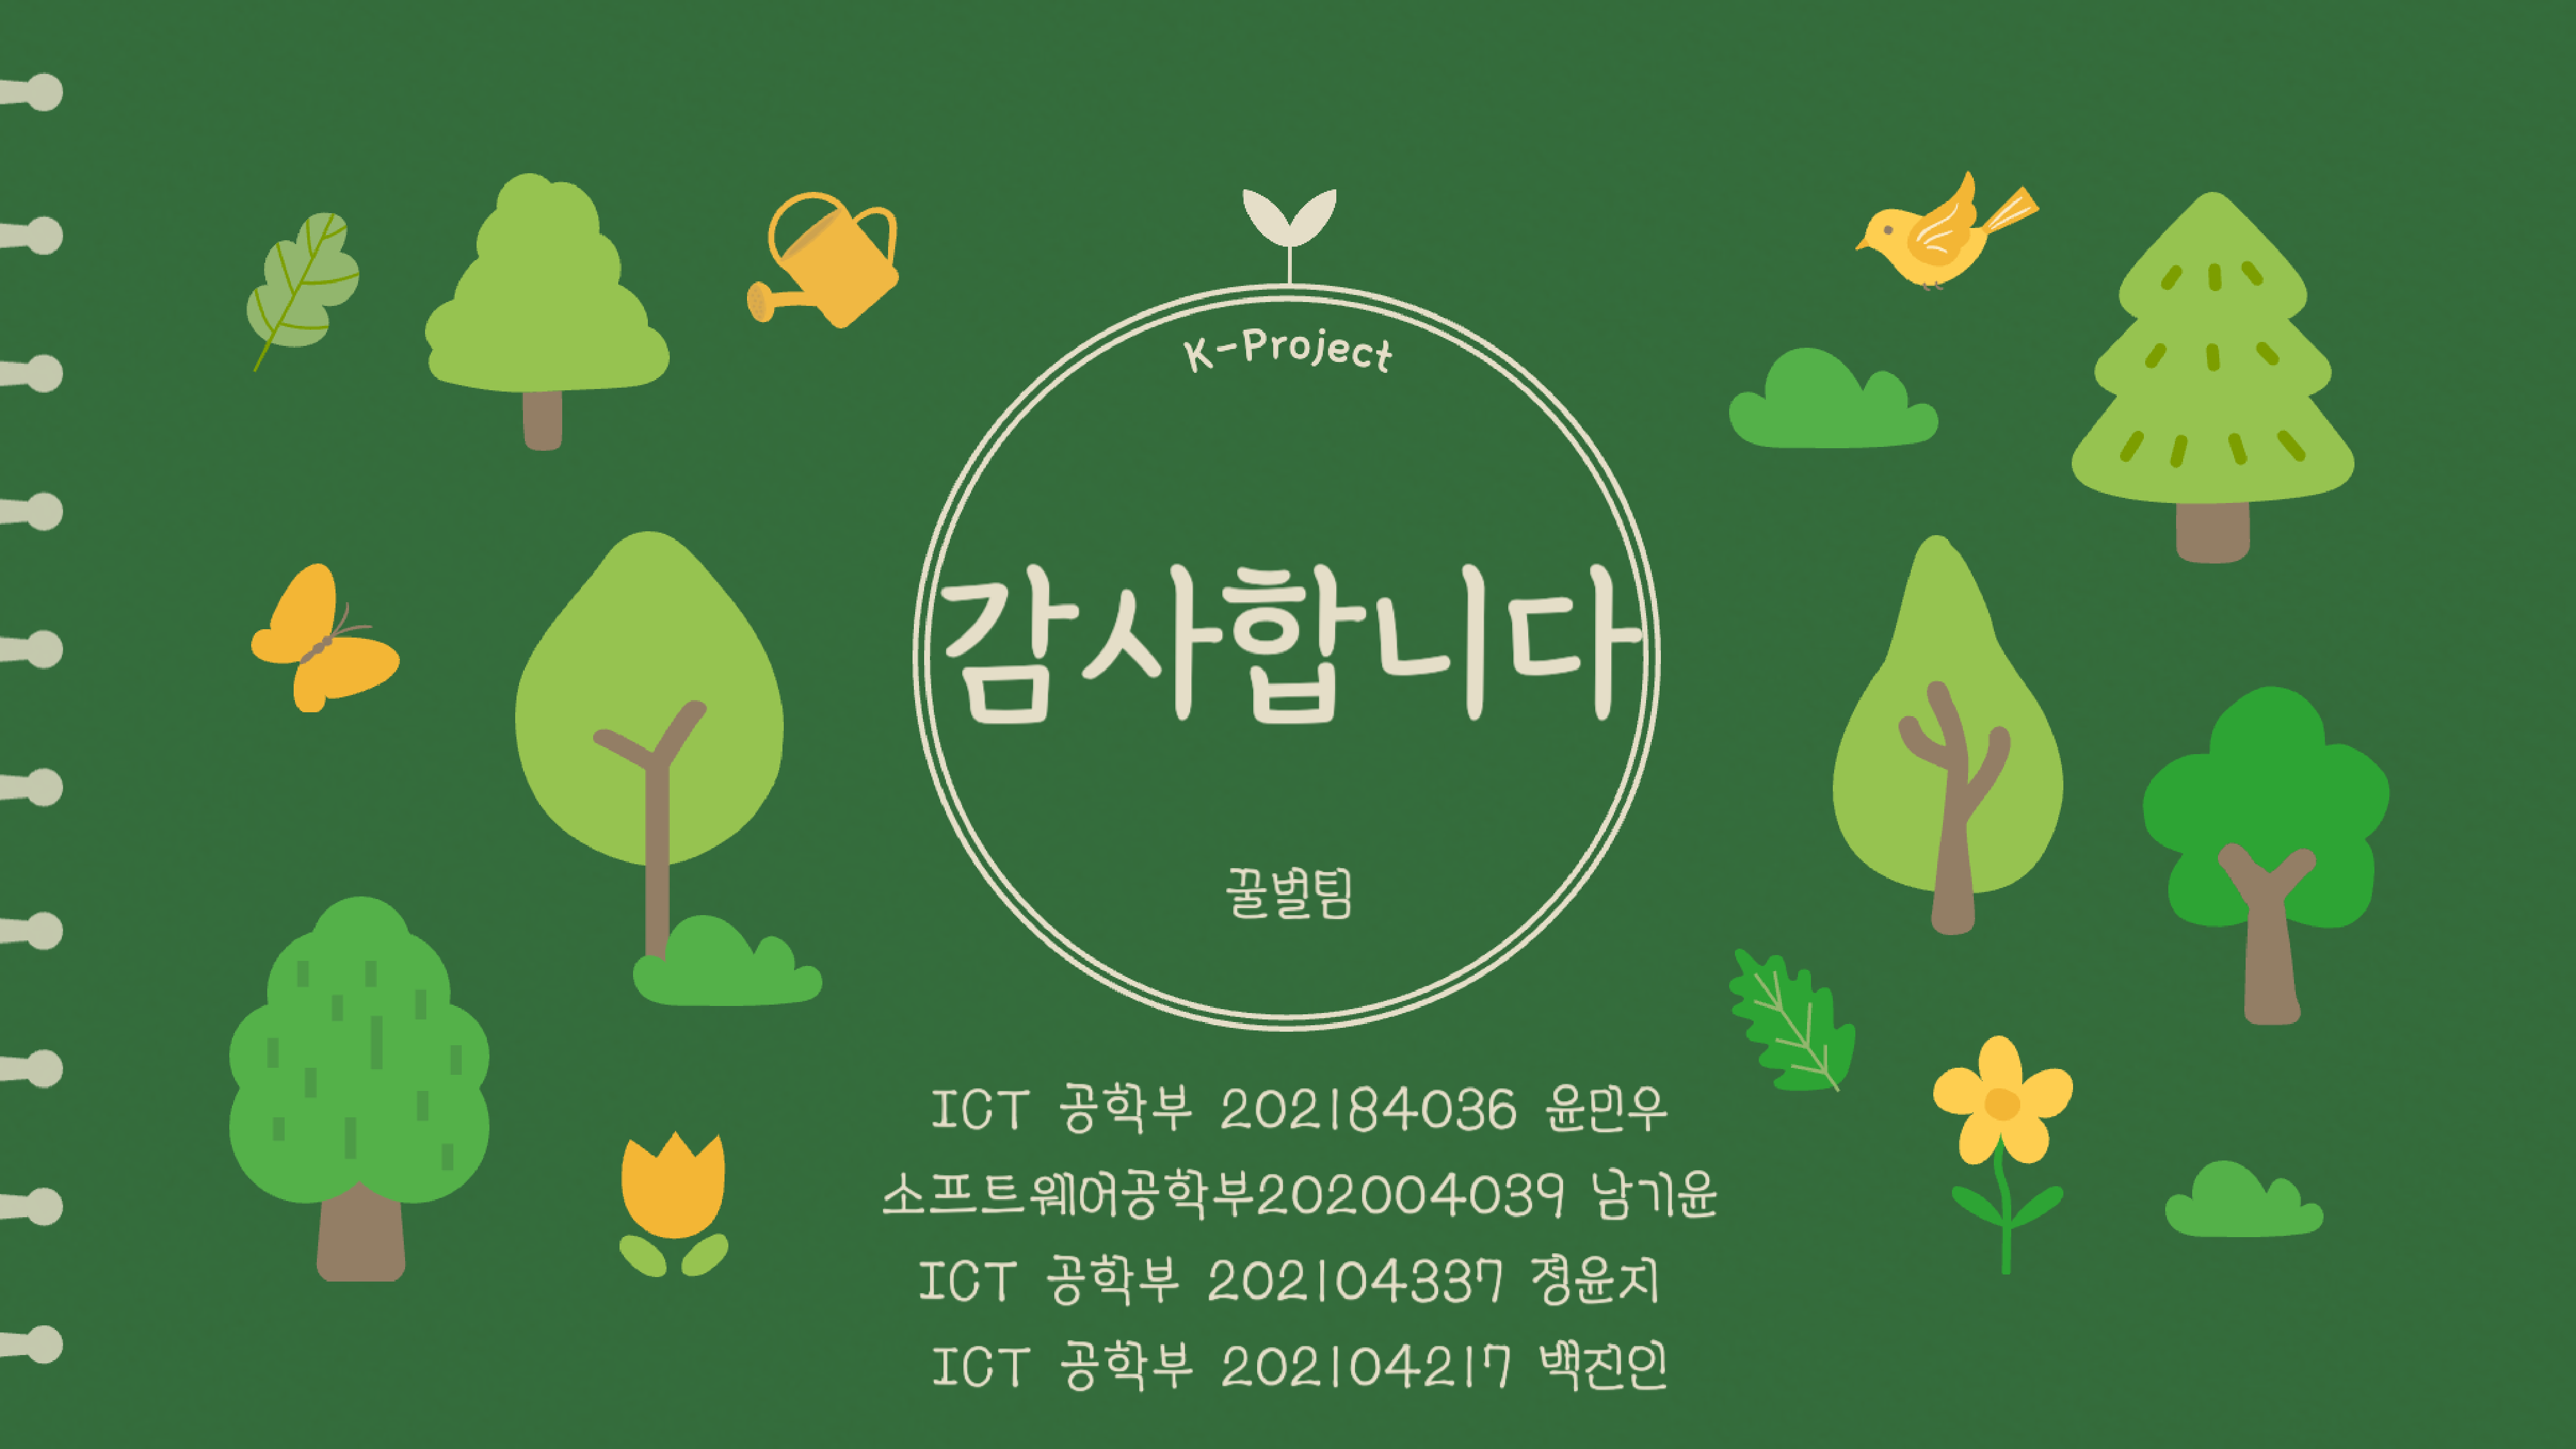 K-Project
감사합니다
꿀벌팀
ICT 공학부 202184036 윤민우
소프트웨어공학부202004039 남기윤
ICT 공학부 202104337 정윤지
ICT 공학부 202104217 백진인